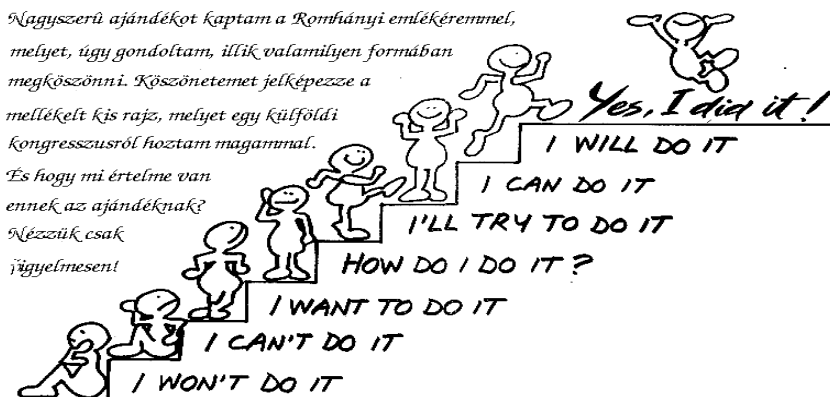 Nagyszerû ajándékot kaptam a Romhányi emlékéremmel,
melyet, úgy gondoltam, illik valamilyen formában
megköszönni. Köszönetemet jelképezze a
mellékelt kis rajz, melyet egy külföldi
kongresszusról hoztam magammal.
És hogy mi értelme van
ennek az ajándéknak?
Nézzük csak
figyelmesen!
Yes, I did it!
I WILL DO IT
I CAN DO IT
I'LL TRY TO DO IT
HOW DO I DO IT?
I WANT TO DO IT
I CAN'T DO IT
I WON'T DO IT